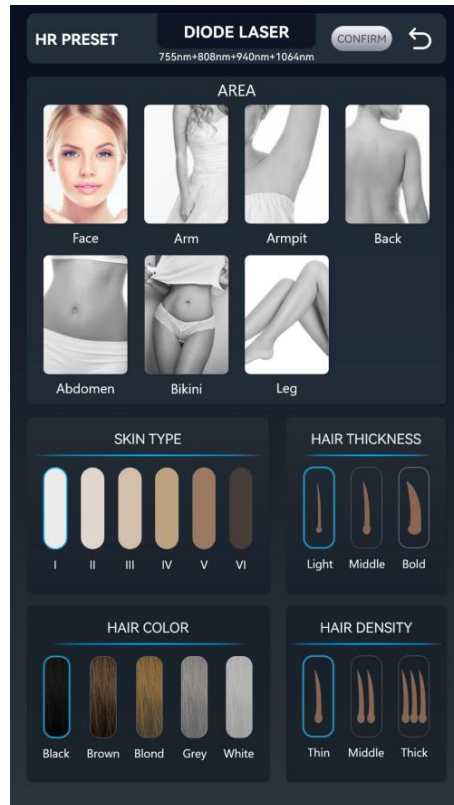 HR PRESET
DIODE LASER
CONFIRM
755nm+808nm+940nm+1064nm
AREA
Face Arm Armpit Back
Abdomen Bikini Leg
SKIN TYPE
I II III IV V VI
HAIR THICKNESS
Light Middle Bold
HAIR COLOR
Black Brown Blond Grey White
HAIR DENSITY
Thin Middle Thick